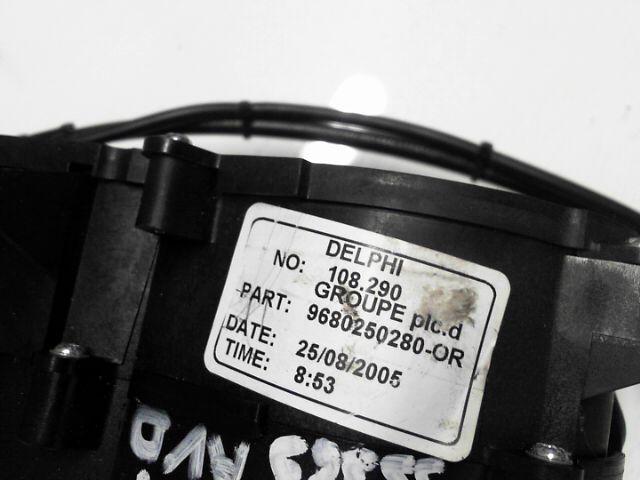 DELPHI
NO: 108.290
GROUPE plc.d
PART: 9680250280-OR
DATE: 25/08/2005
TIME: 8:53